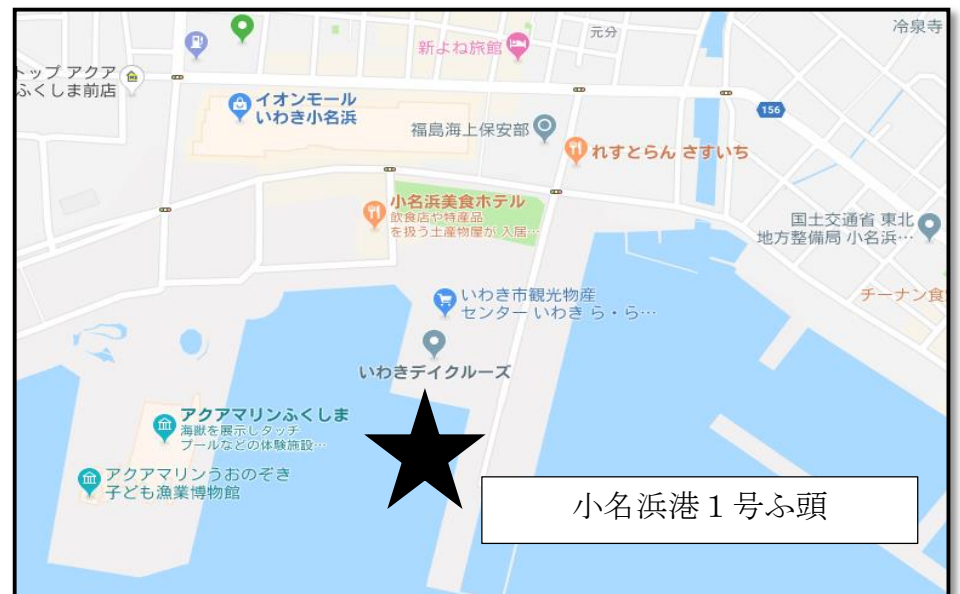 冷泉寺
元分
新よね旅館
トップ アクア
ふくしま前店
イオンモール
いわき小名浜
156
福島海上保安部
れすとらん さすいち
小名浜美食ホテル
飲食店や特産品
を扱う土産物屋が入居…
国土交通省 東北
地方整備局 小名浜…
いわき市観光物産
センター いわき ら・ら…
チーナン食
いわきデイクルーズ
アクアマリンふくしま
海獣を展示しタッチ
プールなどの体験施設…
アクアマリンうおのぞき
子ども漁業博物館
小名浜港１号ふ頭